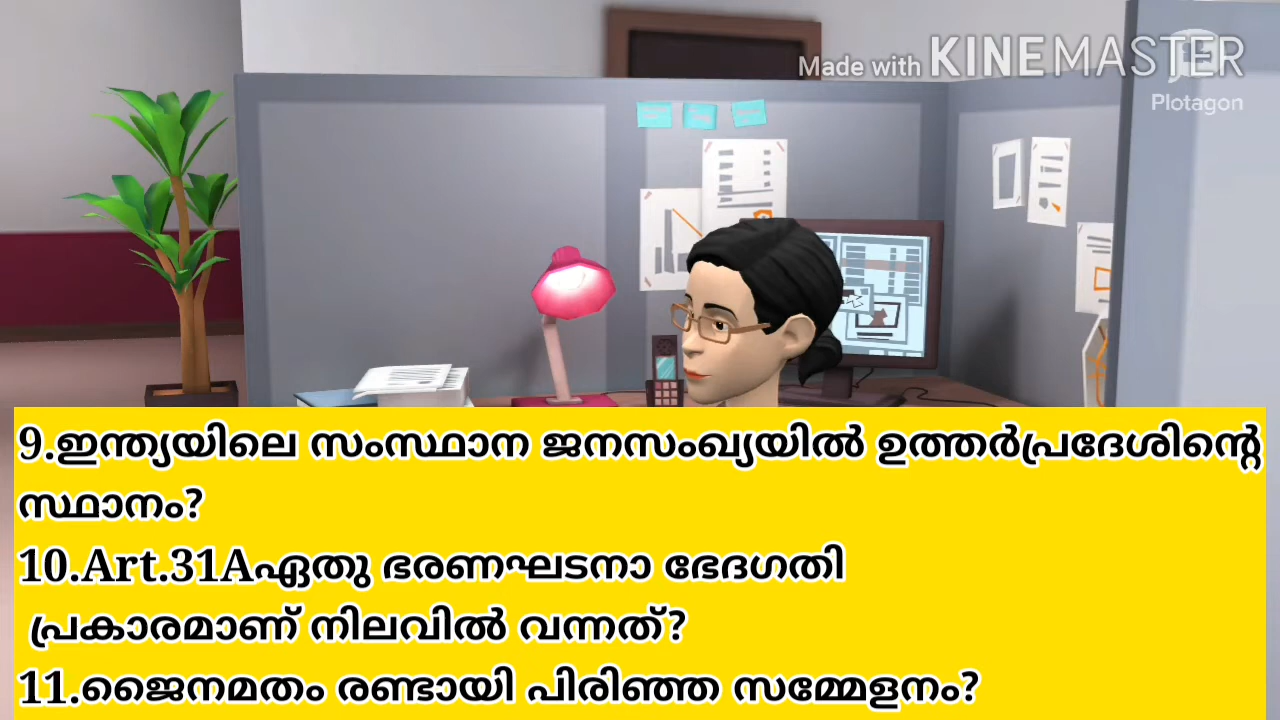 Made with KINEMASTER
Plotagon
9.ഇന്ത്യയിലെ സംസ്ഥാന ജനസംഖ്യയിൽ ഉത്തർപ്രദേശിന്റെ
സ്ഥാനം?
10.Art.31Aഏതു ഭരണഘടനാ ഭേദഗതി
പ്രകാരമാണ് നിലവിൽ വന്നത്?
11.ജൈനമതം രണ്ടായി പിരിഞ്ഞ സമ്മേളനം?